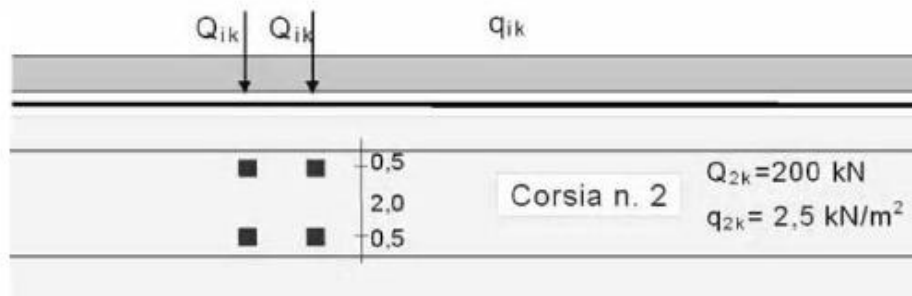 Qik Qik qik
0,5
2,0
0,5
Corsia n. 2
Q2k=200 kN
q2k= 2,5 kN/m²